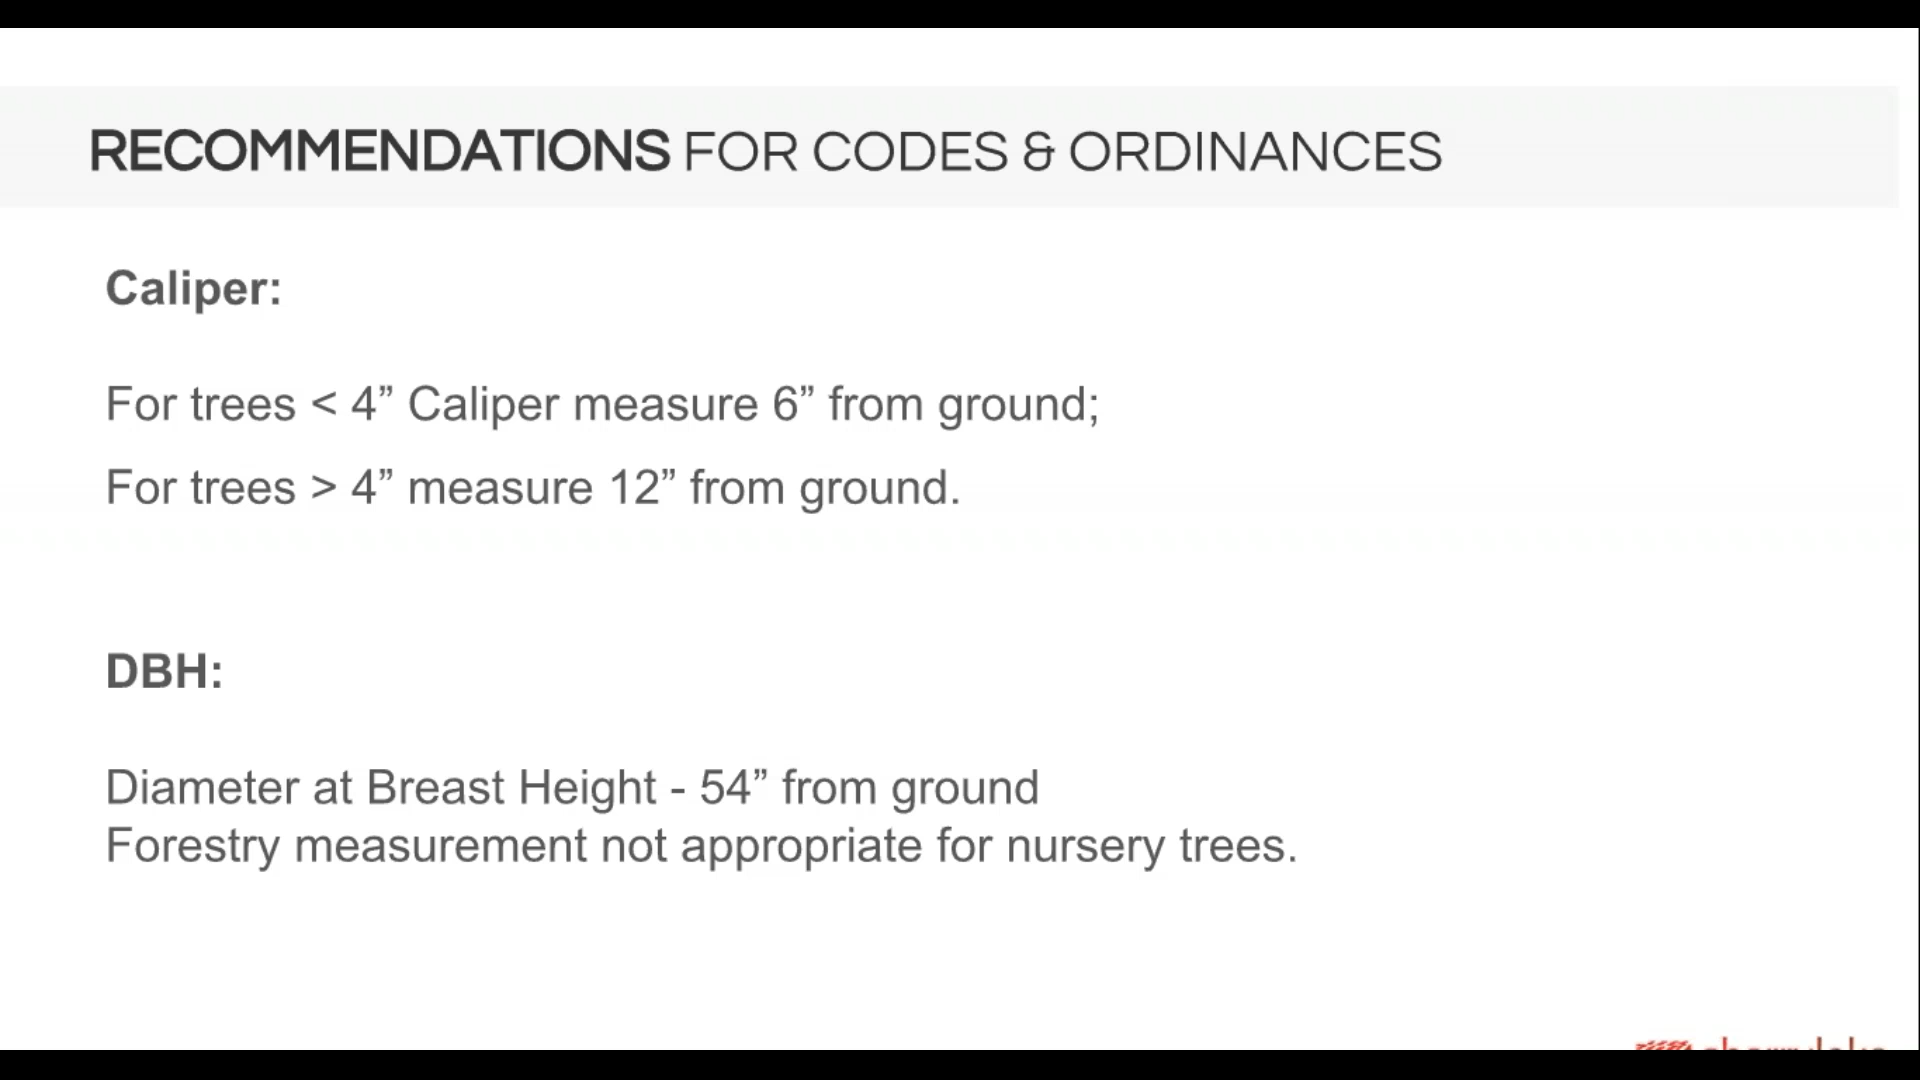 RECOMMENDATIONS FOR CODES & ORDINANCES
Caliper:
For trees < 4” Caliper measure 6” from ground;
For trees > 4” measure 12” from ground.
DBH:
Diameter at Breast Height - 54” from ground
Forestry measurement not appropriate for nursery trees.